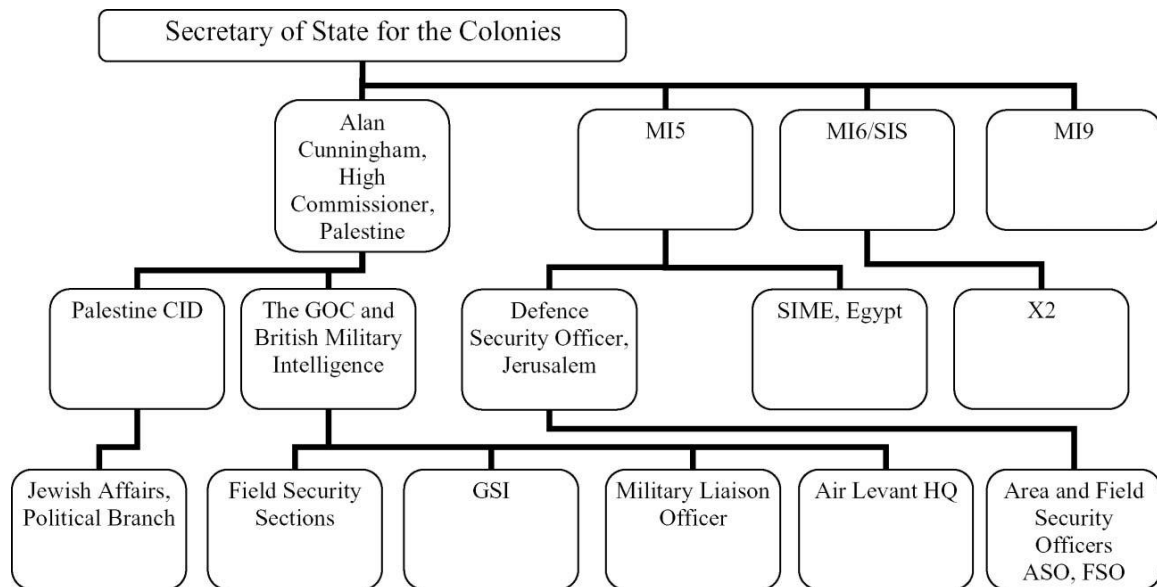 Secretary of State for the Colonies
Alan
Cunningham,
High
Commissioner,
Palestine
MI5
MI6/SIS
MI9
Palestine CID
The GOC and
British Military
Intelligence
Defence
Security Officer,
Jerusalem
SIME, Egypt
X2
Jewish Affairs,
Political Branch
Field Security
Sections
GSI
Military Liaison
Officer
Air Levant HQ
Area and Field
Security
Officers
ASO, FSO